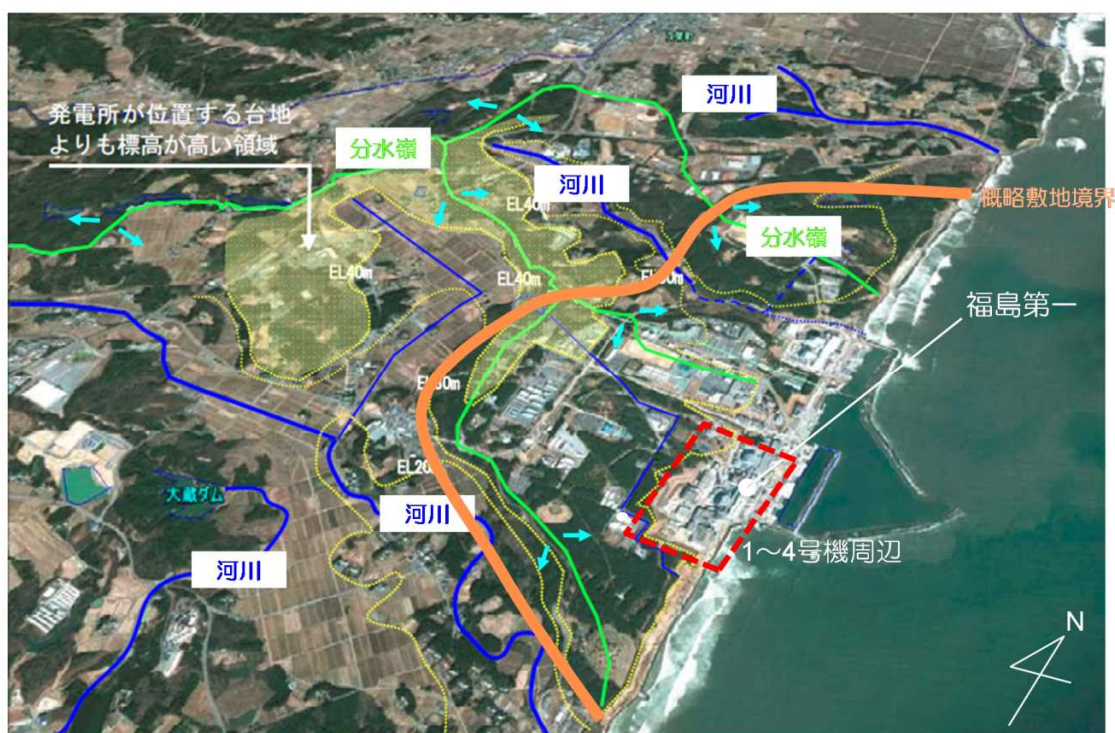 発電所が位置する台地
よりも標高が高い領域
分水嶺
河川
河川
概略敷地境界
分水嶺
EL40m
EL40m
EL40m
福島第一
大蔵ダム
河川
河川
1～4号機周辺
N